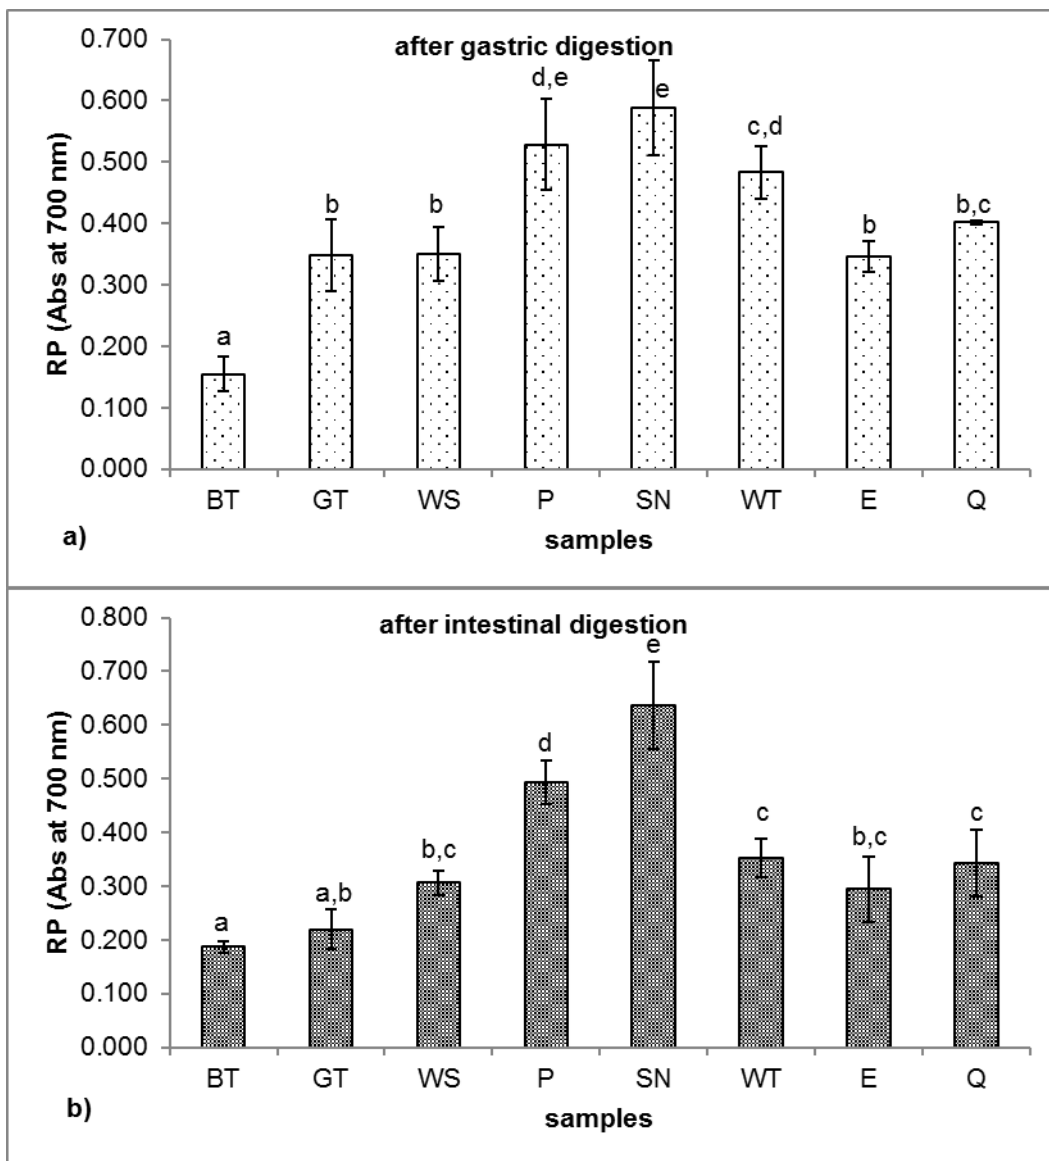 after gastric digestion
RP (Abs at 700 nm)
0.700
0.600
0.500
0.400
0.300
0.200
0.100
0.000
a b b d,e e c,d b b,c
BT GT WS P SN WT E Q
samples
a)
after intestinal digestion
RP (Abs at 700 nm)
0.800
0.700
0.600
0.500
0.400
0.300
0.200
0.100
0.000
a a,b b,c d e c b,c c
BT GT WS P SN WT E Q
samples
b)